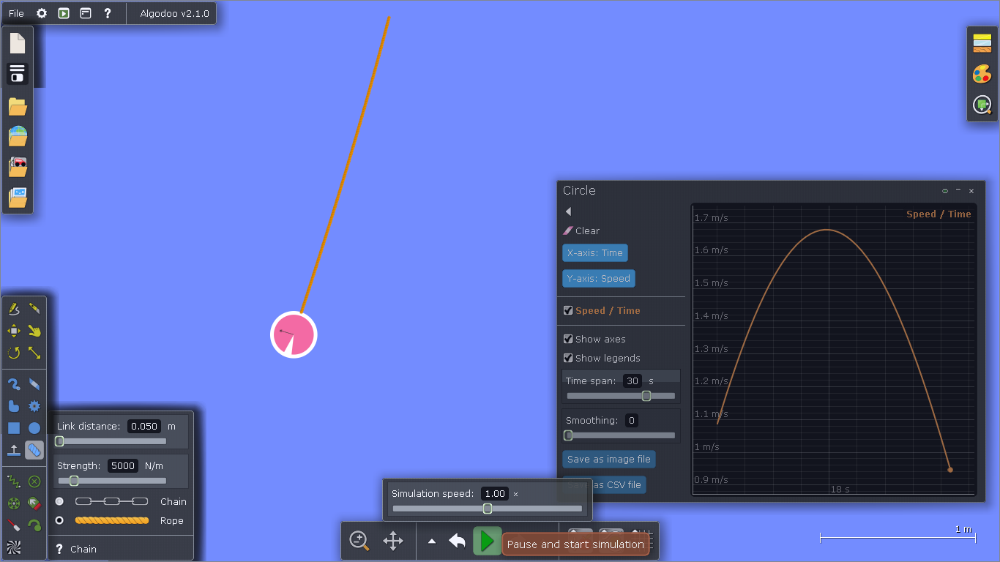 File
?
Algodoo v2.1.0
Circle
Clear
X-axis: Time
Y-axis: Speed
Speed / Time
Show axes
Show legends
Time span: 30 s
Smoothing: 0
Save as image file
as CSV file
Speed / Time
1.7 m/s
1.6 m/s
1.5 m/s
1.4 m/s
1.3 m/s
1.2 m/s
1.1 m/s
1 m/s
0.9 m/s
18 s
Link distance: 0.050 m
Strength: 5000 N/m
Chain
Rope
? Chain
Simulation speed: 1.00 ×
Pause and start simulation
1 m